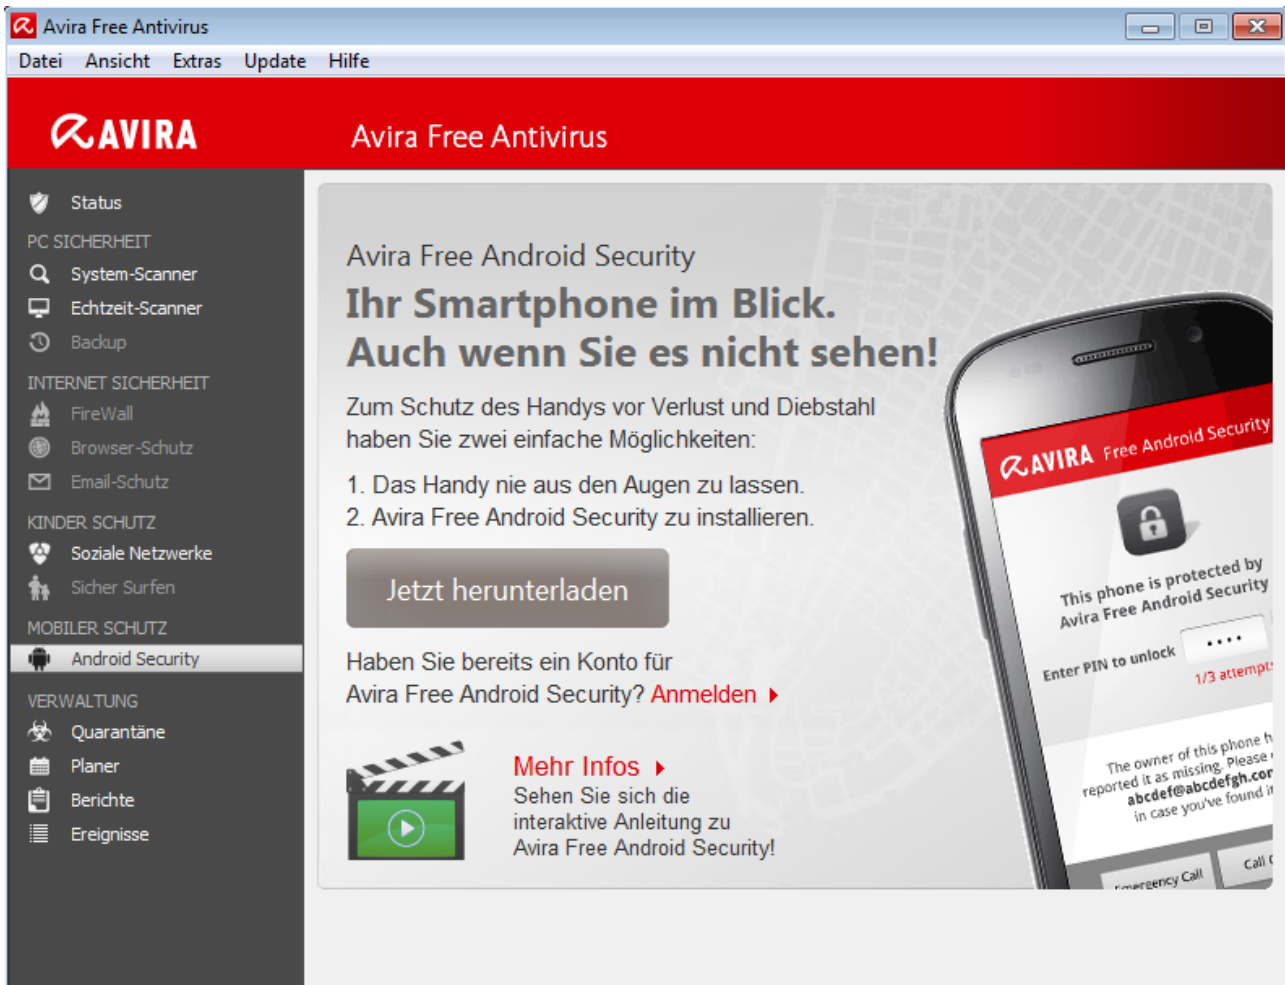 Avira Free Antivirus
Datei Ansicht Extras Update Hilfe
AVIRA
Avira Free Antivirus
Status
PC SICHERHEIT
System-Scanner
Echtzeit-Scanner
Backup
INTERNET SICHERHEIT
FireWall
Browser-Schutz
Email-Schutz
KINDER SCHUTZ
Soziale Netzwerke
Sicher Surfen
MOBILER SCHUTZ
Android Security
VERWALTUNG
Quarantäne
Planer
Berichte
Ereignisse
Avira Free Android Security
Ihr Smartphone im Blick.
Auch wenn Sie es nicht sehen!
Zum Schutz des Handys vor Verlust und Diebstahl
haben Sie zwei einfache Möglichkeiten:
1. Das Handy nie aus den Augen zu lassen.
2. Avira Free Android Security zu installieren.
Jetzt herunterladen
Haben Sie bereits ein Konto für
Avira Free Android Security? Anmelden
Mehr Infos
Sehen Sie sich die
interaktive Anleitung zu
Avira Free Android Security!
AVIRA Free Android Security
This phone is protected by
Avira Free Android Security
Enter PIN to unlock
1/3 attempts
The owner of this phone h
reported it as missing. Please
abcdef@abcdefgh.com
in case you've found it
Emergency Call
Call